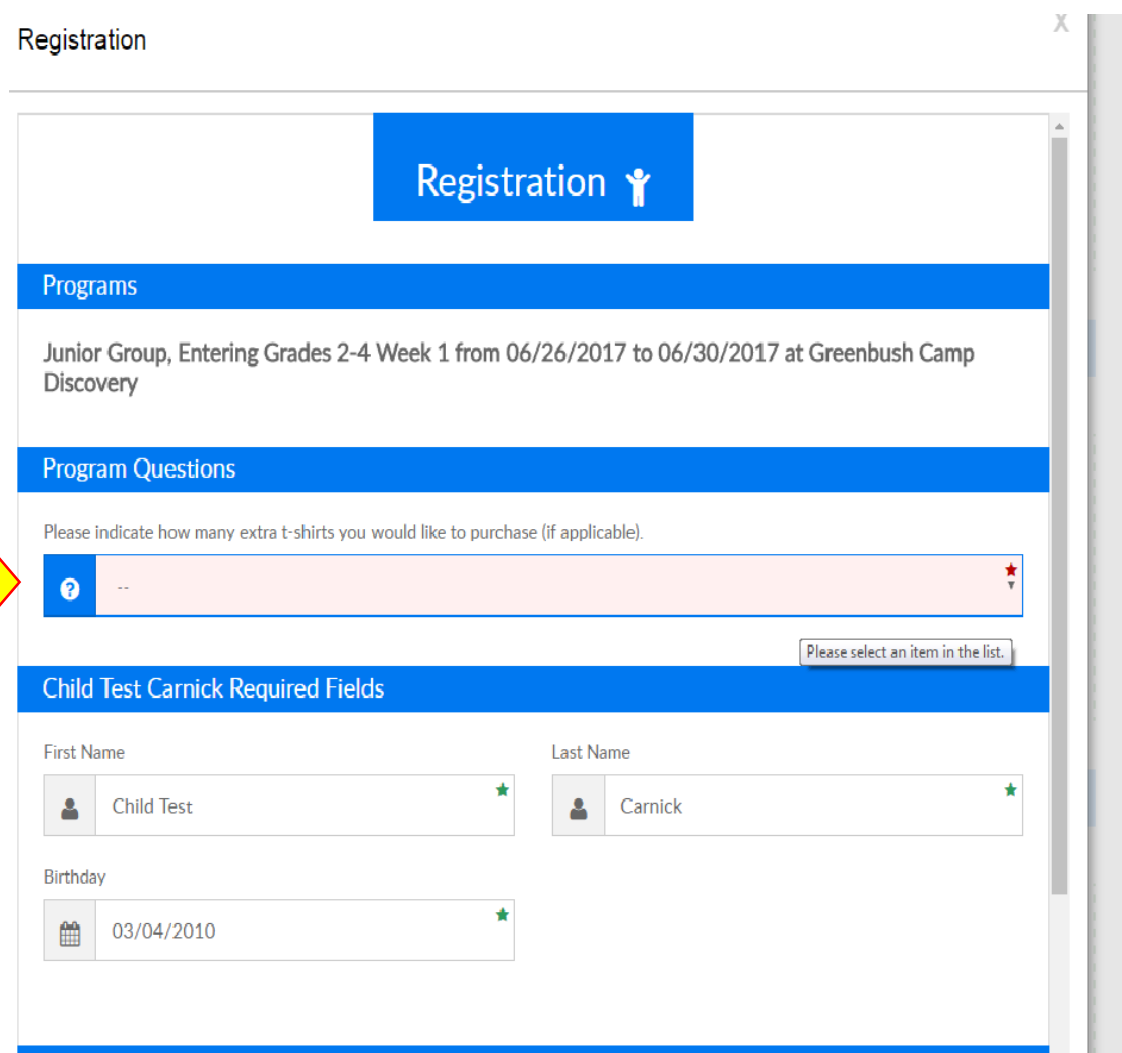 X
Registration
Registration
Programs
Junior Group, Entering Grades 2-4 Week 1 from 06/26/2017 to 06/30/2017 at Greenbush Camp
Discovery
Program Questions
Please indicate how many extra t-shirts you would like to purchase (if applicable).
--
Please select an item in the list.
Child Test Carnick Required Fields
First Name
Last Name
Child Test
Carnick
Birthday
03/04/2010